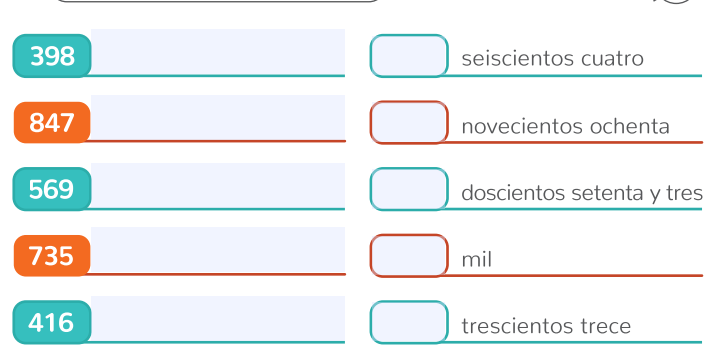 398
847
569
735
416
seiscientos cuatro
novecientos ochenta
doscientos setenta y tres
mil
trescientos trece